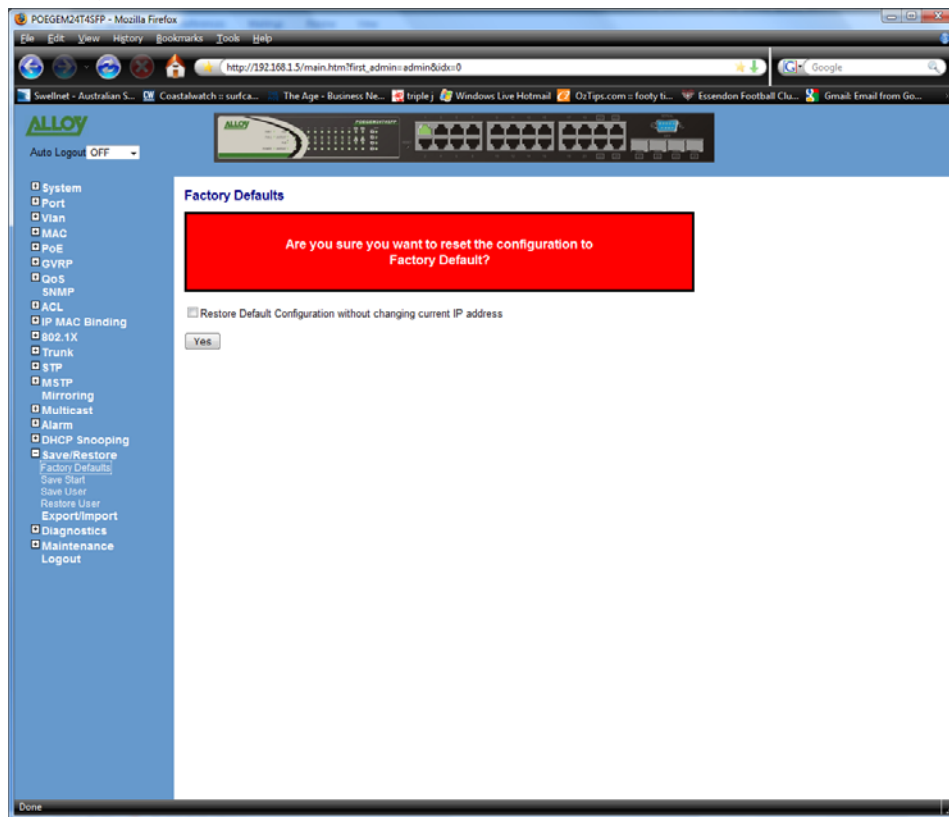 POEGEM24T4SFP - Mozilla Firefox
File Edit View History Bookmarks Tools Help
http://192.168.1.5/main.htm?first_admin=admin&idx=0
Google
Swellnet - Australian S... Coastalwatch :: surfca... The Age - Business Ne... triple j Windows Live Hotmail OzTips.com :: footy ti... Essendon Football Clu... Gmail: Email from Go...
ALLOY
ALLOY
Auto Logout OFF
System
Port
Vlan
MAC
PoE
GVRP
QoS
SNMP
ACL
IP MAC Binding
802.1X
Trunk
STP
MSTP
Mirroring
Multicast
Alarm
DHCP Snooping
Save/Restore
Factory Defaults
Save Start
Save User
Restore User
Export/Import
Diagnostics
Maintenance
Logout
Factory Defaults
Are you sure you want to reset the configuration to
Factory Default?
Restore Default Configuration without changing current IP address
Yes
Done